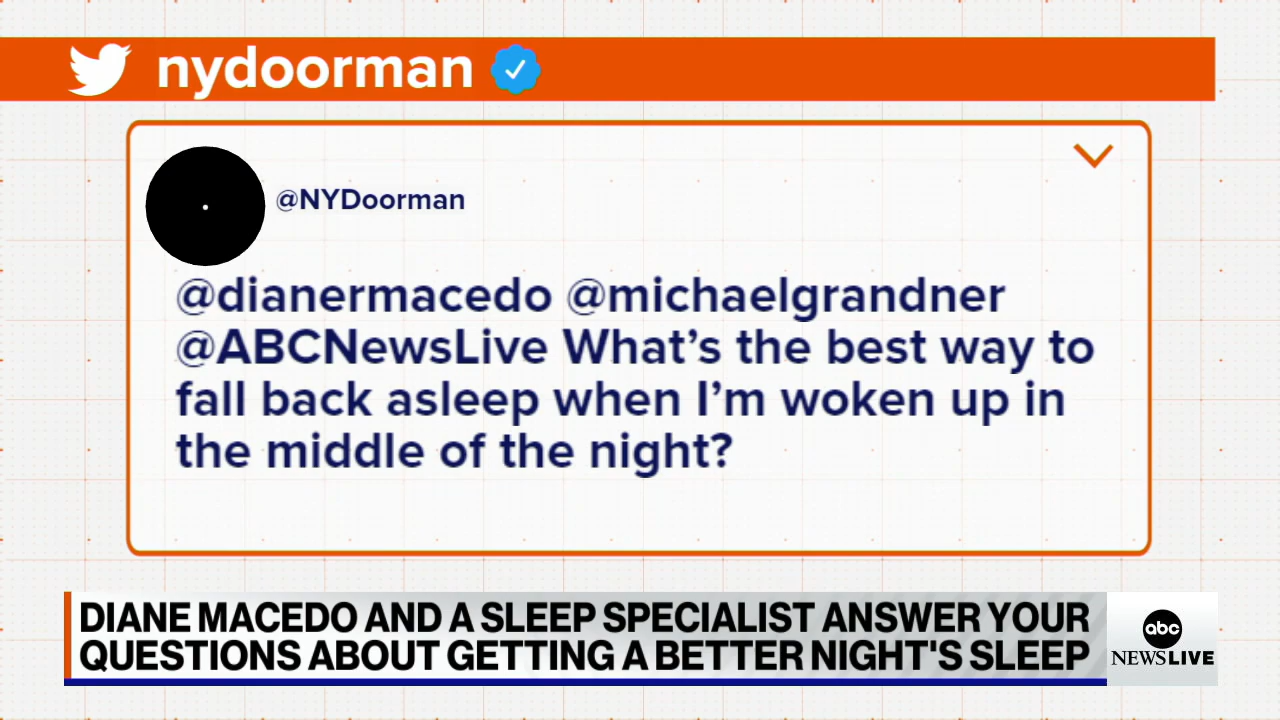 nydoorman
@NYDoorman
@dianermacedo @michaelgrandner
@ABCNewsLive What’s the best way to
fall back asleep when I’m woken up in
the middle of the night?
DIANE MACEDO AND A SLEEP SPECIALIST ANSWER YOUR
QUESTIONS ABOUT GETTING A BETTER NIGHT'S SLEEP
abc
NEWSLIVE